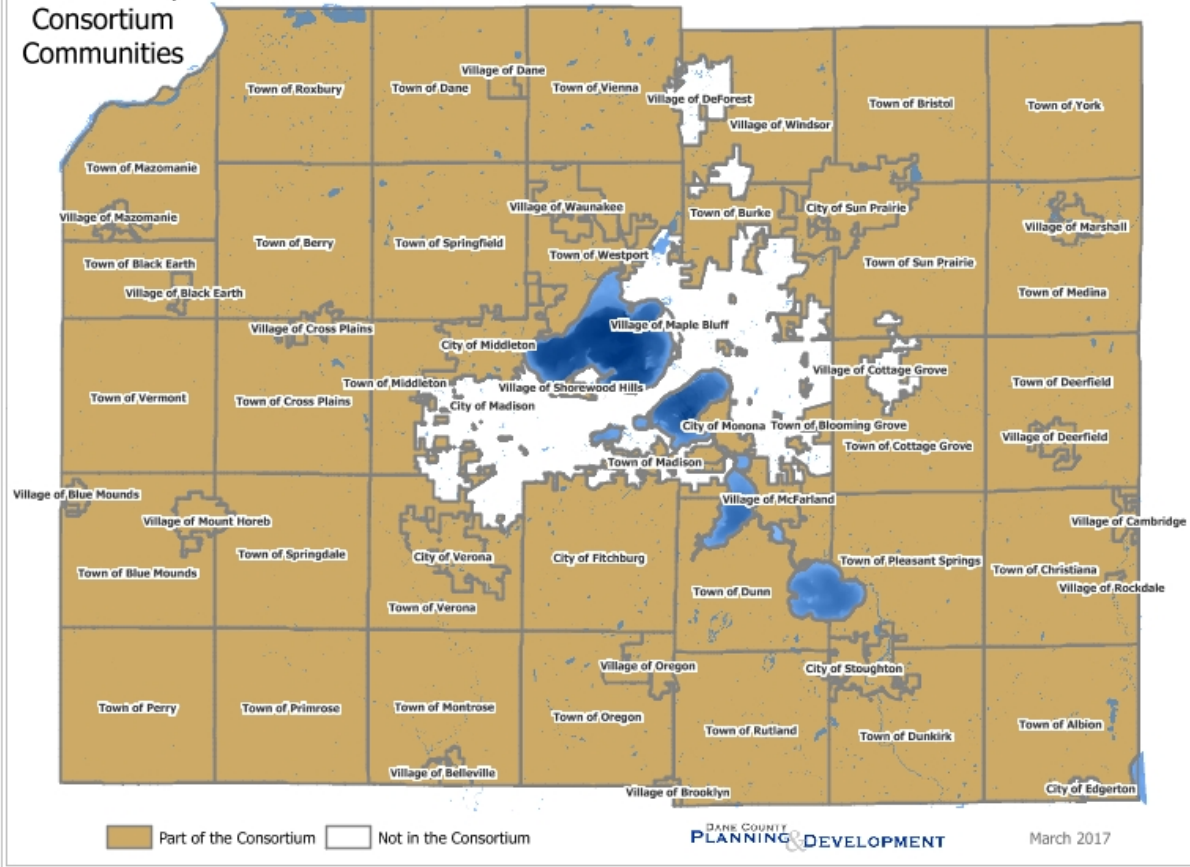 Consortium
Communities
Village of Dane
Town of Roxbury
Town of Dane
Town of Vienna
Village of DeForest
Town of Bristol
Town of York
Village of Windsor
Town of Mazomanie
Village of Mazomanie
Village of Waunakee
Town of Burke
City of Sun Prairie
Village of Marshall
Town of Berry
Town of Springfield
Town of Westport
Town of Black Earth
Town of Sun Prairie
Village of Black Earth
Town of Medina
Village of Cross Plains
Village of Maple Bluff
City of Middleton
Village of Cottage Grove
Town of Middleton
Village of Shorewood Hills
Town of Deerfield
Town of Vermont
Town of Cross Plains
City of Madison
City of Monona
Town of Blooming Grove
Village of Deerfield
Town of Cottage Grove
Town of Madison
Village of Blue Mounds
Village of McFarland
Village of Mount Horeb
Village of Cambridge
Town of Springdale
City of Verona
City of Fitchburg
Town of Pleasant Springs
Town of Blue Mounds
Town of Christiana
Village of Rockdale
Town of Dunn
Town of Verona
Village of Oregon
City of Stoughton
Town of Perry
Town of Primrose
Town of Montrose
Town of Oregon
Town of Rutland
Town of Dunkirk
Town of Albion
Village of Belleville
Village of Brooklyn
City of Edgerton
Part of the Consortium
Not in the Consortium
DANE COUNTY
PLANNING & DEVELOPMENT
March 2017